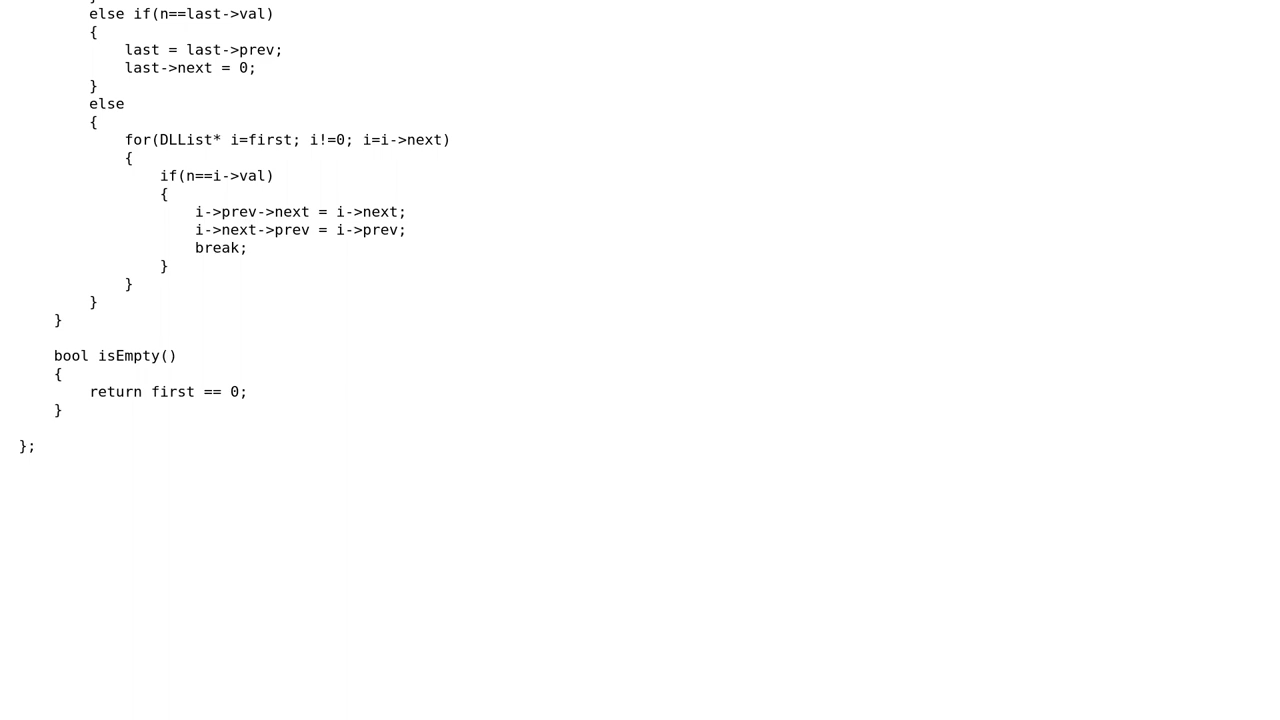 else if(n==last->val)
        {
            last = last->prev;
            last->next = 0;
        }
        else
        {
            for(DLList* i=first; i!=0; i=i->next)
            {
                if(n==i->val)
                {
                    i->prev->next = i->next;
                    i->next->prev = i->prev;
                    break;
                }
            }
        }
    }

    bool isEmpty()
    {
        return first == 0;
    }

};